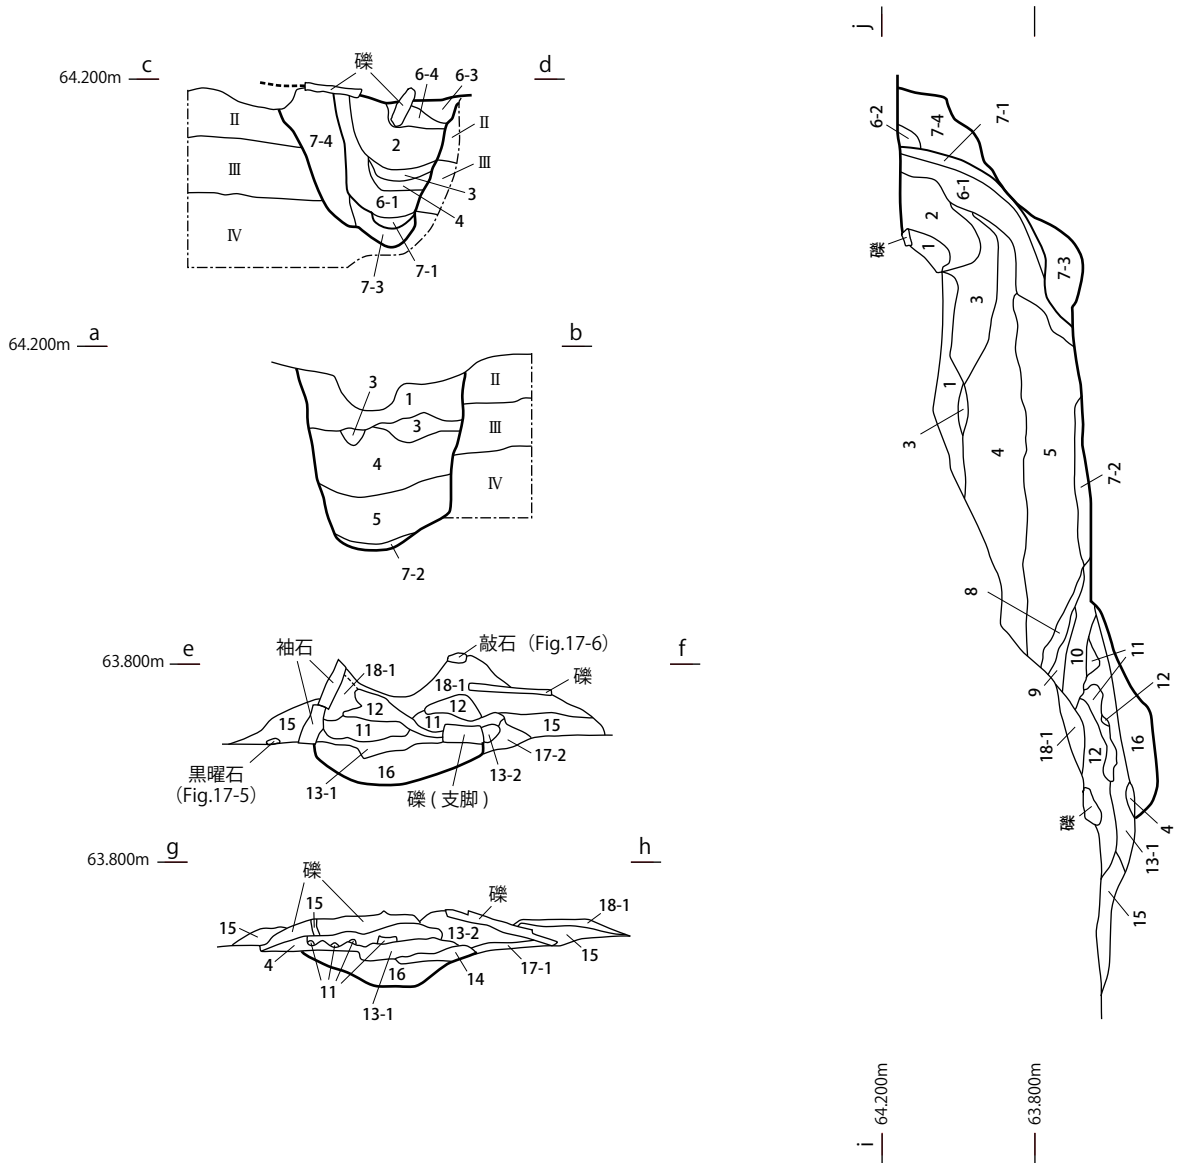 64.200m
c
礫
6-4
6-3
d
II
7-4
2
II
III
III
3
6-1
4
IV
7-1
7-3
64.200m
a
b
3
1
II
3
III
4
IV
5
7-2
63.800m
e
袖石
18-1
敲石(Fig.17-6)
f
礫
18-1
12
12
15
11
11
15
17-2
16
13-2
黒曜石
(Fig.17-5)
13-1
礫(支脚)
63.800m
g
礫
礫
h
18-1
15
15
13-2
15
4
11
16
14
17-1
13-1
j
6-2
7-4
7-1
6-1
2
礫
1
7-3
3
1
3
4
5
7-2
8
9
10
11
12
18-1
12
16
礫
4
13-1
15
i
64.200m
63.800m